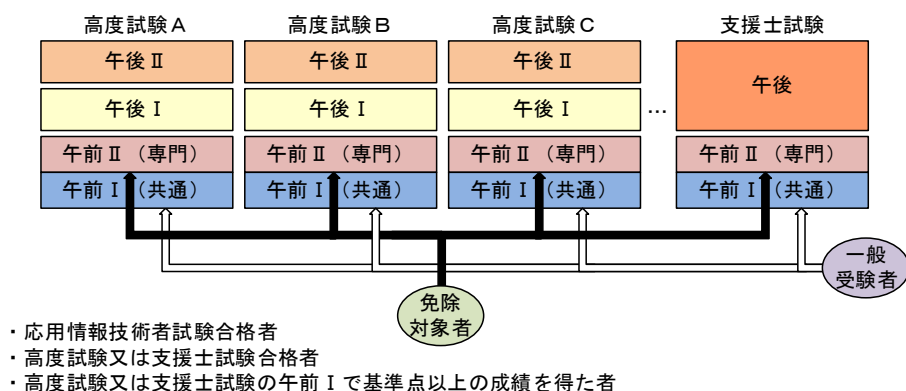 高度試験A 高度試験B 高度試験C 支援士試験
午後Ⅱ 午後Ⅱ 午後Ⅱ 午後
午後Ⅰ 午後Ⅰ 午後Ⅰ …
午前Ⅱ(専門) 午前Ⅱ(専門) 午前Ⅱ(専門) 午前Ⅱ(専門)
午前Ⅰ(共通) 午前Ⅰ(共通) 午前Ⅰ(共通) 午前Ⅰ(共通)
一般
受験者
免除
対象者
・応用情報技術者試験合格者
・高度試験又は支援士試験合格者
・高度試験又は支援士試験の午前Ⅰで基準点以上の成績を得た者